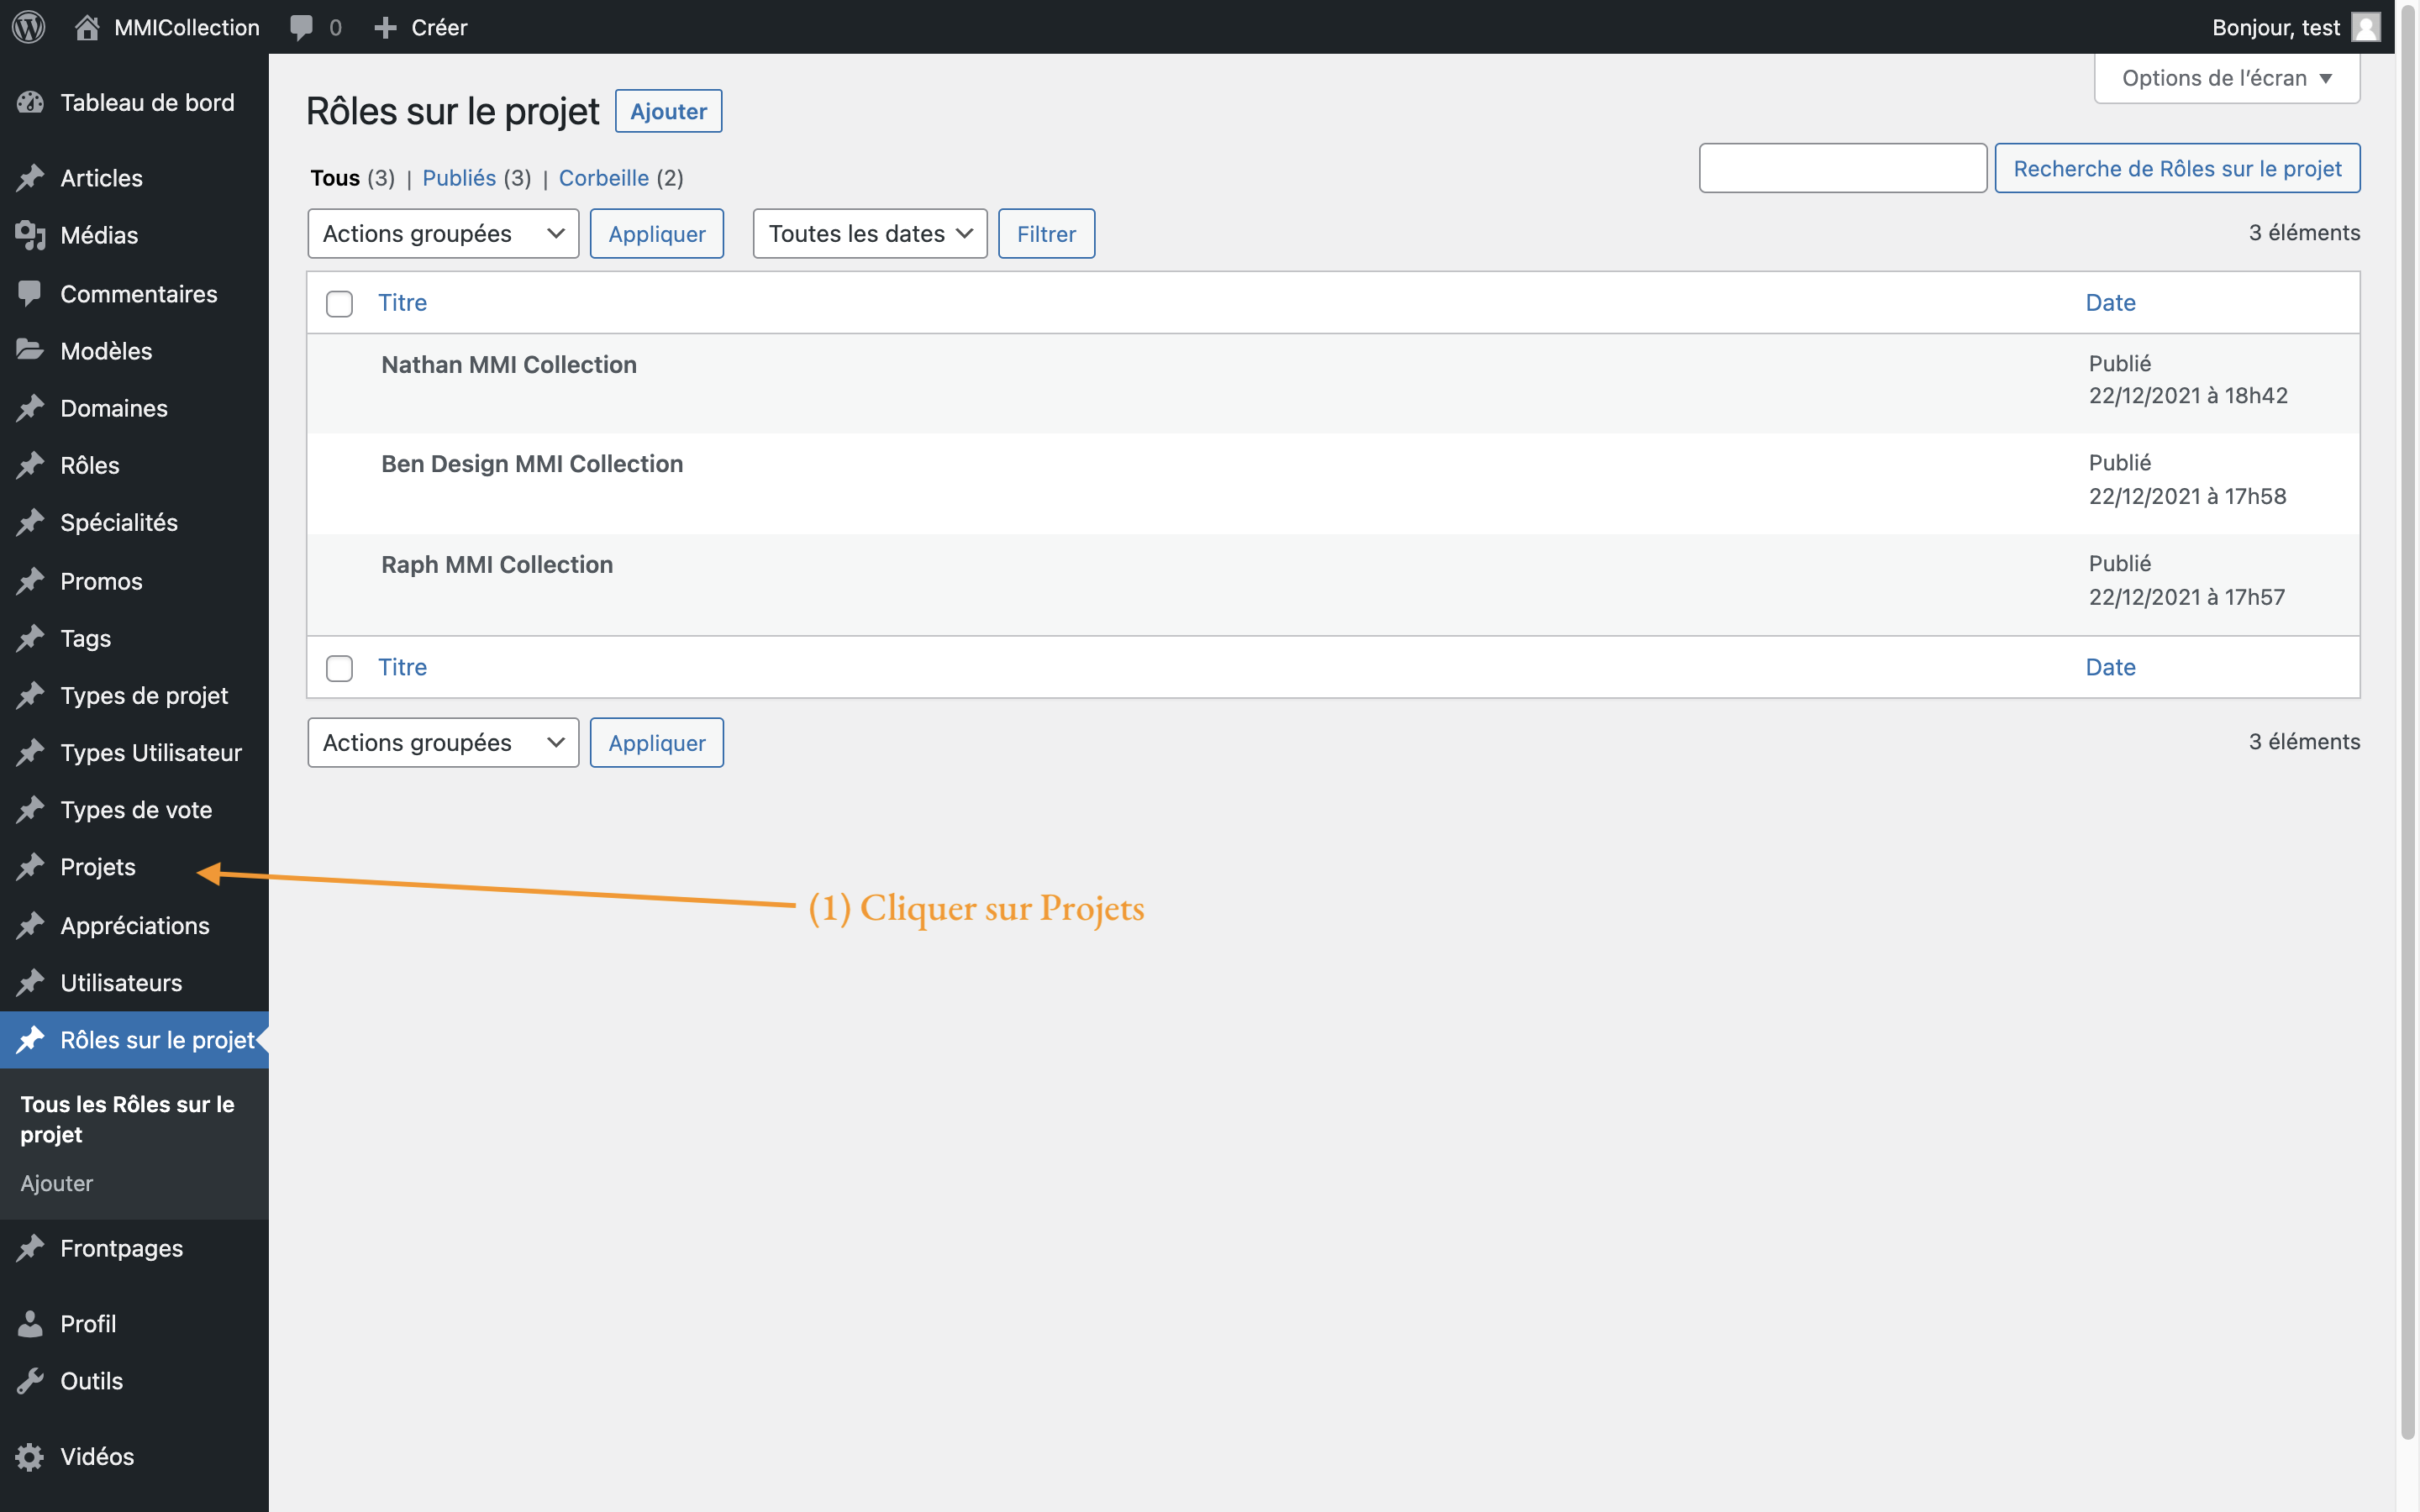 MMICollection 0 Créer Bonjour, test
Options de l’écran
Tableau de bord
Articles
Médias
Commentaires
Modèles
Domaines
Rôles
Spécialités
Promos
Tags
Types de projet
Types Utilisateur
Types de vote
Projets
Appréciations
Utilisateurs
Rôles sur le projet
Tous les Rôles sur le
projet
Ajouter
Frontpages
Profil
Outils
Vidéos
Rôles sur le projet Ajouter
Tous (3) | Publiés (3) | Corbeille (2)
Recherche de Rôles sur le projet
Actions groupées Appliquer Toutes les dates Filtrer 3 éléments
Titre Date
Nathan MMI Collection Publié
22/12/2021 à 18h42
Ben Design MMI Collection Publié
22/12/2021 à 17h58
Raph MMI Collection Publié
22/12/2021 à 17h57
Titre Date
Actions groupées Appliquer 3 éléments
(1) Cliquer sur Projets